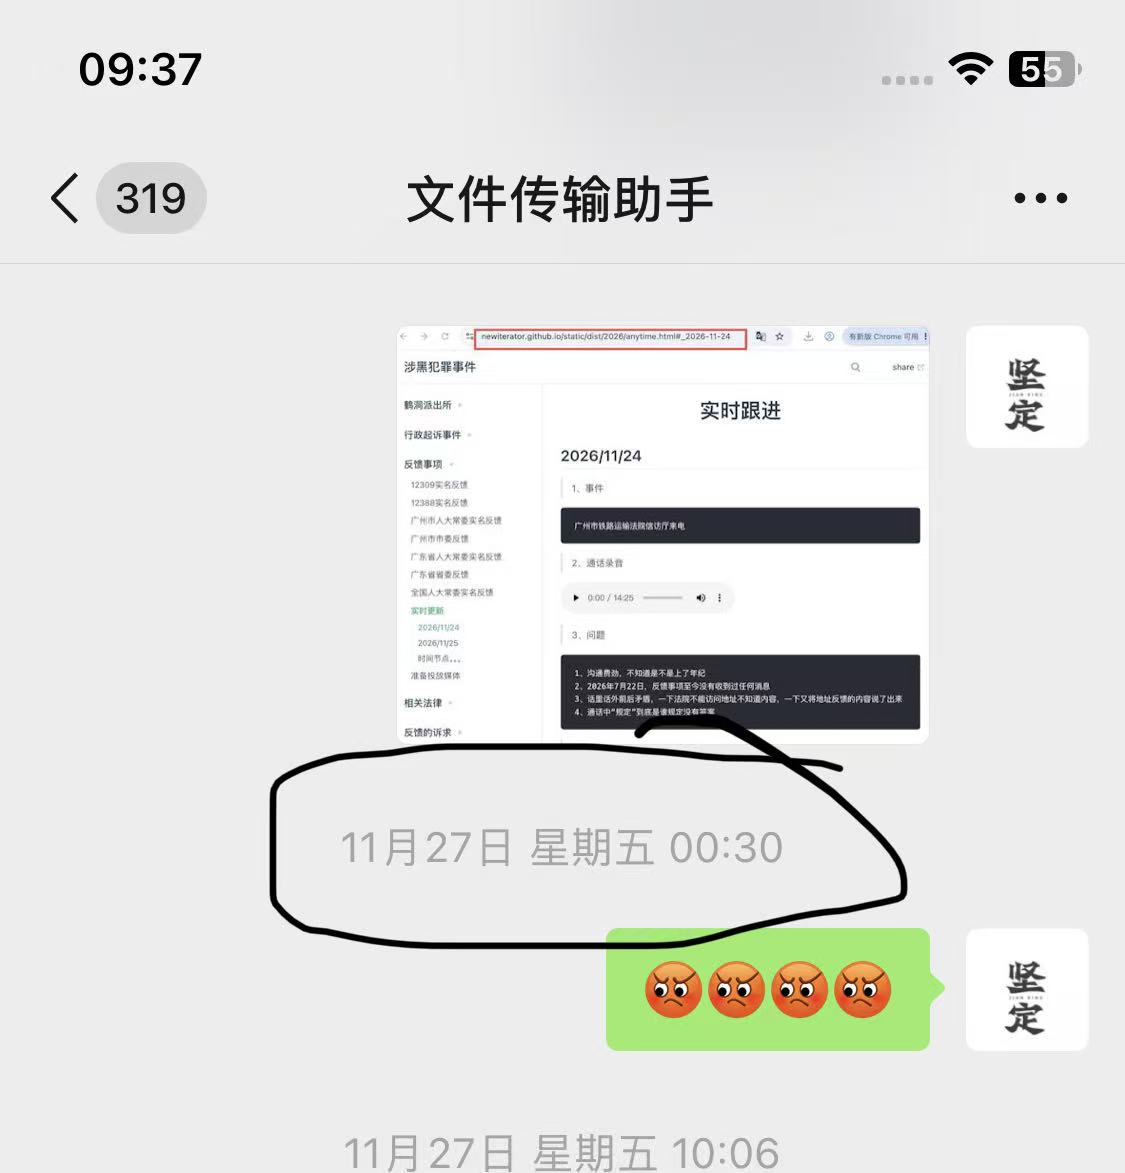 09:37
55
319
文件传输助手
newiterator.github.io/static/dist/2026/anytime.html#_2026-11-24
有新版 Chrome 可用
涉黑犯罪事件
share
鹤洞派出所
行政起诉事件
反馈事项
12309实名反馈
12388实名反馈
广州市人大常委实名反馈
广州市市委反馈
广东省人大常委实名反馈
广东省省委反馈
全国人大常委实名反馈
实时更新
2026/11/24
2026/11/25
时间节点。。。
准备投放媒体
相关法律
反馈的诉求
实时跟进
2026/11/24
1、事件
广州市铁路运输法院信访厅来电
2、通话录音
0:00 / 14:25
3、问题
1、沟通费劲，不知道是不是上了年纪
2、2026年7月22日，反馈事项至今没有收到过任何消息
3、话里话外前后矛盾，一下法院不能访问地址不知道内容，一下又将地址反馈的内容说了出来
4、通话中“规定”到底是谁规定没有答案
坚定
JIAN DING
11月27日 星期五 00:30
坚定
JIAN DING
11月27日 星期五 10:06